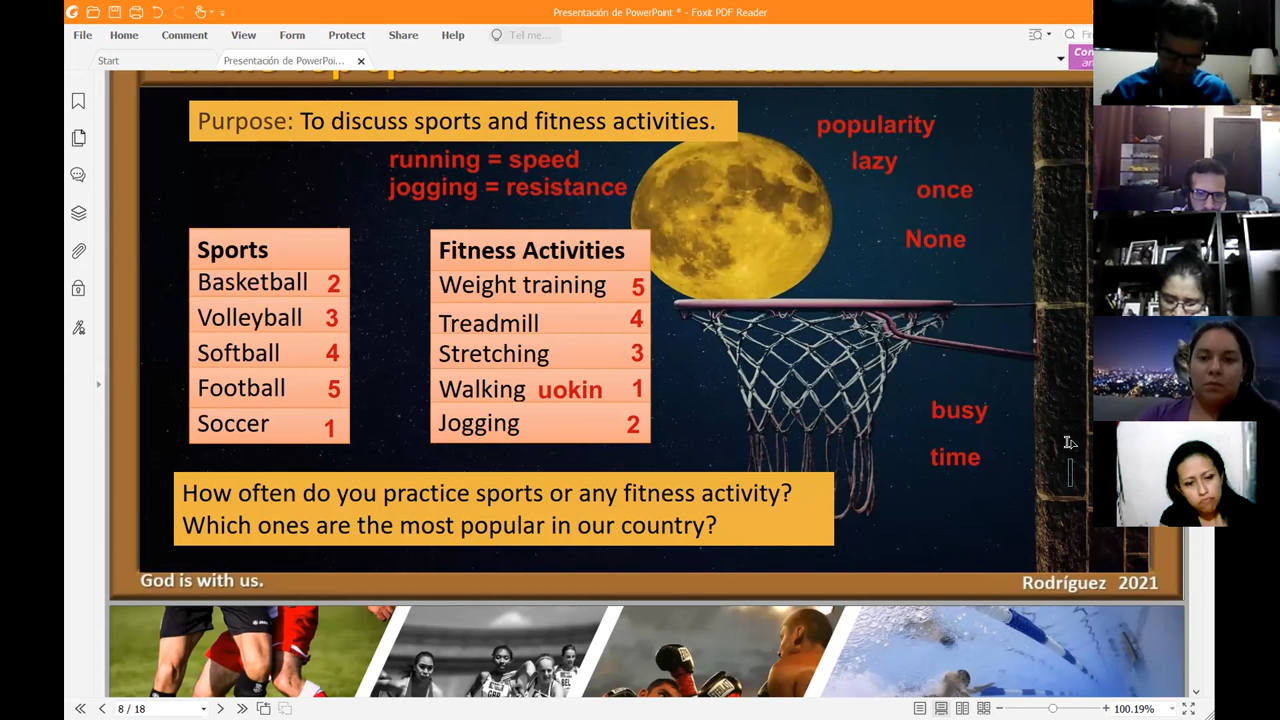 Presentación de PowerPoint * - Foxit PDF Reader
File Home Comment View Form Protect Share Help Tell me...
Start
Presentación de PowerPoi...
Purpose: To discuss sports and fitness activities.
running = speed
jogging = resistance
popularity
lazy
once
None
Sports
Basketball 2
Volleyball 3
Softball 4
Football 5
Soccer 1
Fitness Activities
Weight training 5
Treadmill 4
Stretching 3
Walking uokin 1
Jogging 2
busy
time
How often do you practice sports or any fitness activity?
Which ones are the most popular in our country?
God is with us.
Rodríguez 2021
GBR
BEL
8 / 18
100.19%